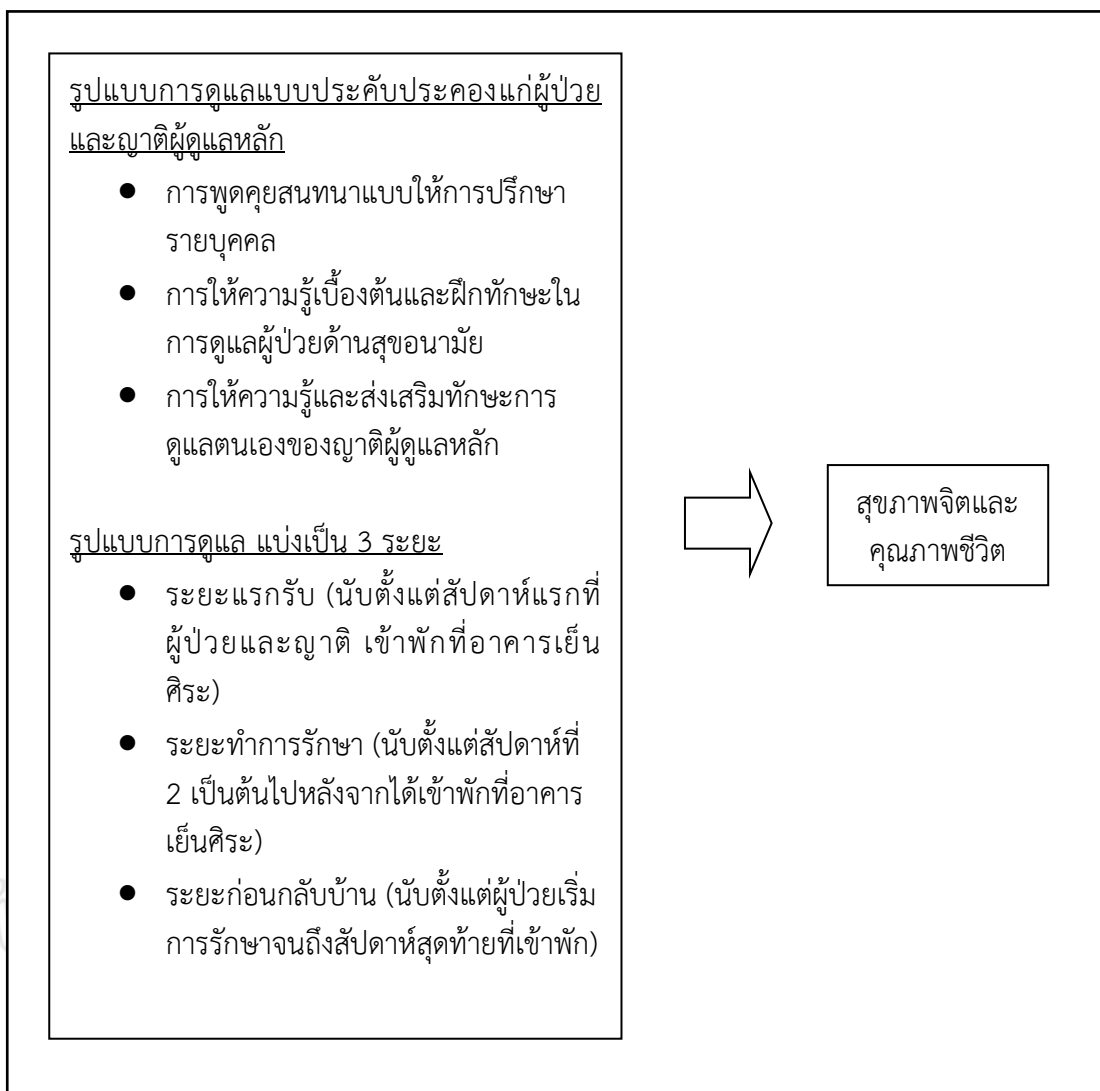 รูปแบบการดูแลแบบประคับประคองแก่ผู้ป่วย
และญาติผู้ดูแลหลัก
● การพูดคุยสนทนาแบบให้การปรึกษา
รายบุคคล
● การให้ความรู้เบื้องต้นและฝึกทักษะใน
การดูแลผู้ป่วยด้านสุขอนามัย
● การให้ความรู้และส่งเสริมทักษะการ
ดูแลตนเองของญาติผู้ดูแลหลัก
รูปแบบการดูแล แบ่งเป็น 3 ระยะ
● ระยะแรกรับ (นับตั้งแต่สัปดาห์แรกที่
ผู้ป่วยและญาติ เข้าพักที่อาคารเย็น
ศิระ)
● ระยะทำการรักษา (นับตั้งแต่สัปดาห์ที่
2 เป็นต้นไปหลังจากได้เข้าพักที่อาคาร
เย็นศิระ)
● ระยะก่อนกลับบ้าน (นับตั้งแต่ผู้ป่วยเริ่ม
การรักษาจนถึงสัปดาห์สุดท้ายที่เข้าพัก)
สุขภาพจิตและ
คุณภาพชีวิต